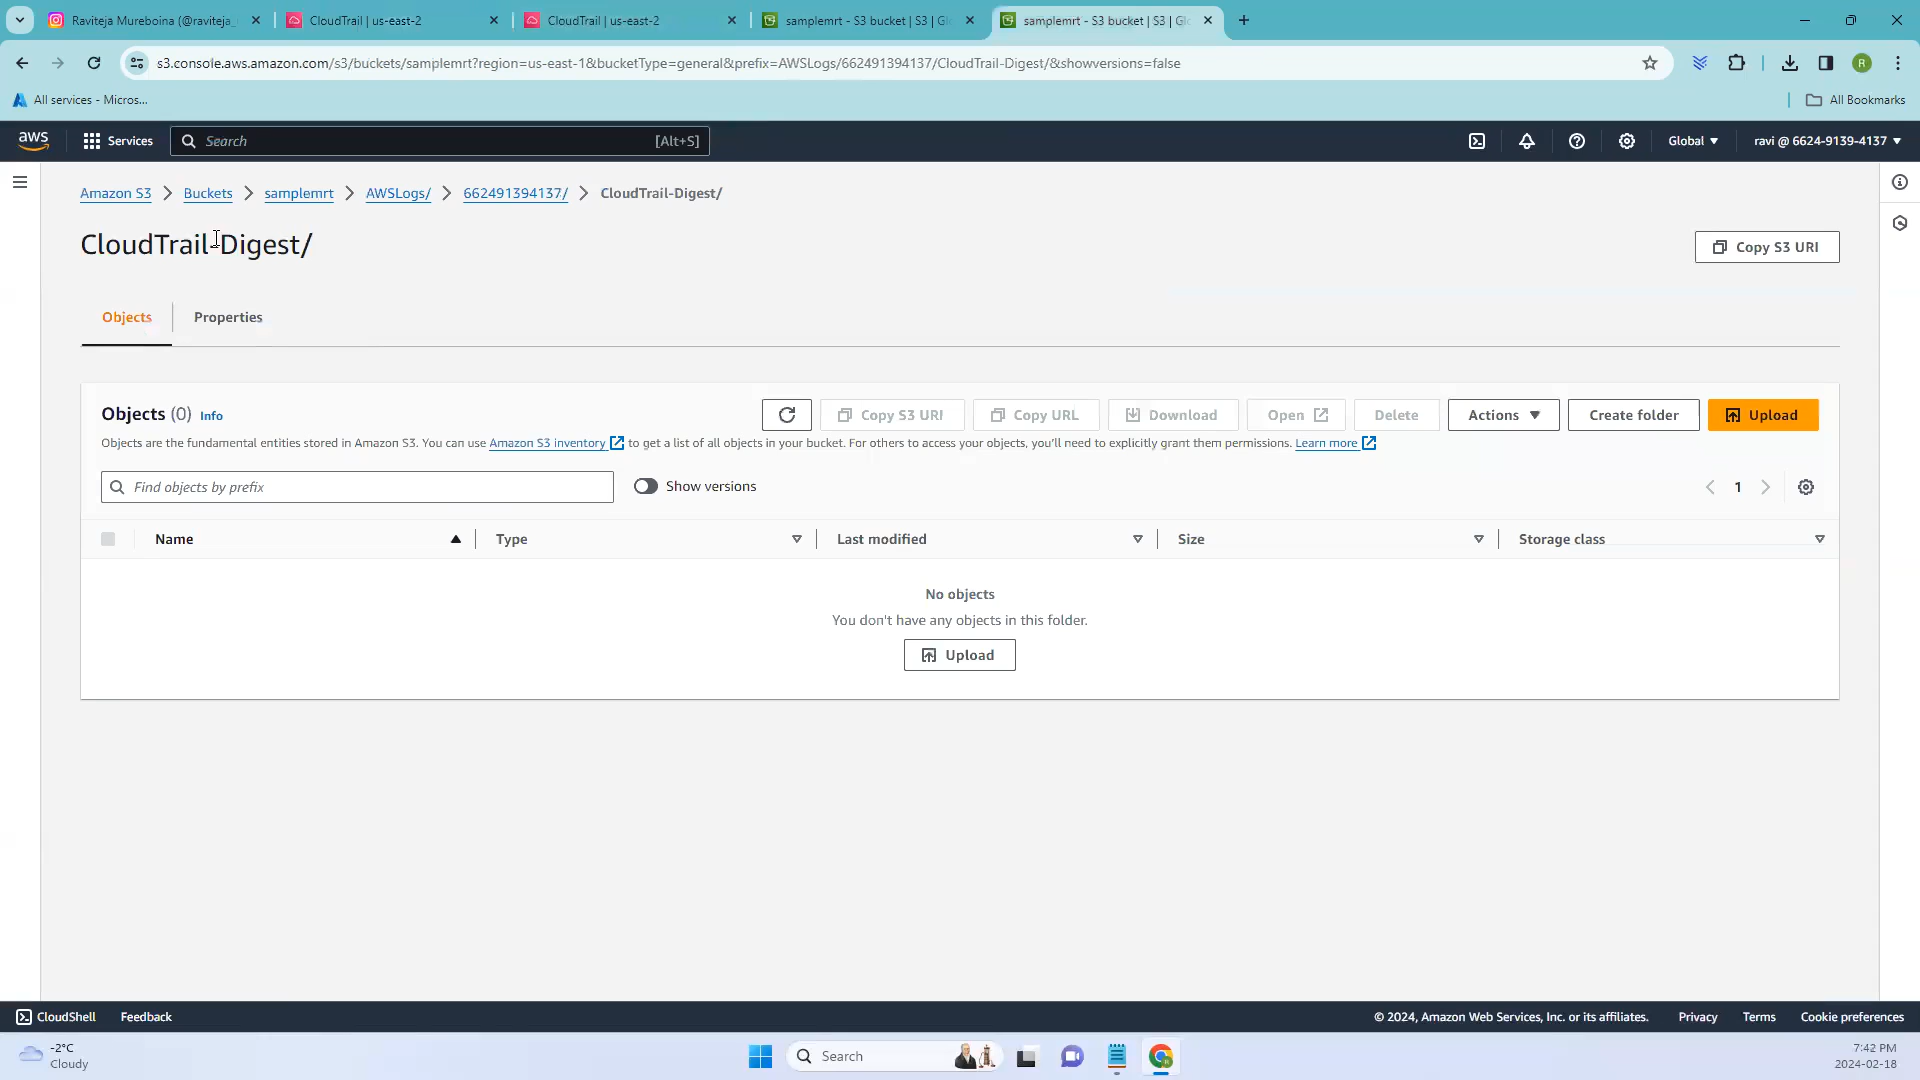 Raviteja Mureboina (@raviteja_
CloudTrail | us-east-2
CloudTrail | us-east-2
samplemrt - S3 bucket | S3 | Gl
samplemrt - S3 bucket | S3 | Glo
s3.console.aws.amazon.com/s3/buckets/samplemrt?region=us-east-1&bucketType=general&prefix=AWSLogs/662491394137/CloudTrail-Digest/&showversions=false
R
All services - Micros...
All Bookmarks
aws
Services
Search
[Alt+S]
Global
ravi @ 6624-9139-4137
Amazon S3
Buckets
samplemrt
AWSLogs/
662491394137/
CloudTrail-Digest/
CloudTrail-Digest/
Copy S3 URI
Objects
Properties
Objects (0) Info
Copy S3 URI
Copy URL
Download
Open
Delete
Actions
Create folder
Upload
Objects are the fundamental entities stored in Amazon S3. You can use Amazon S3 inventory to get a list of all objects in your bucket. For others to access your objects, you'll need to explicitly grant them permissions. Learn more
Find objects by prefix
Show versions
1
Name
Type
Last modified
Size
Storage class
No objects
You don't have any objects in this folder.
Upload
CloudShell
Feedback
© 2024, Amazon Web Services, Inc. or its affiliates.
Privacy
Terms
Cookie preferences
-2°C
Cloudy
Search
7:42 PM
2024-02-18